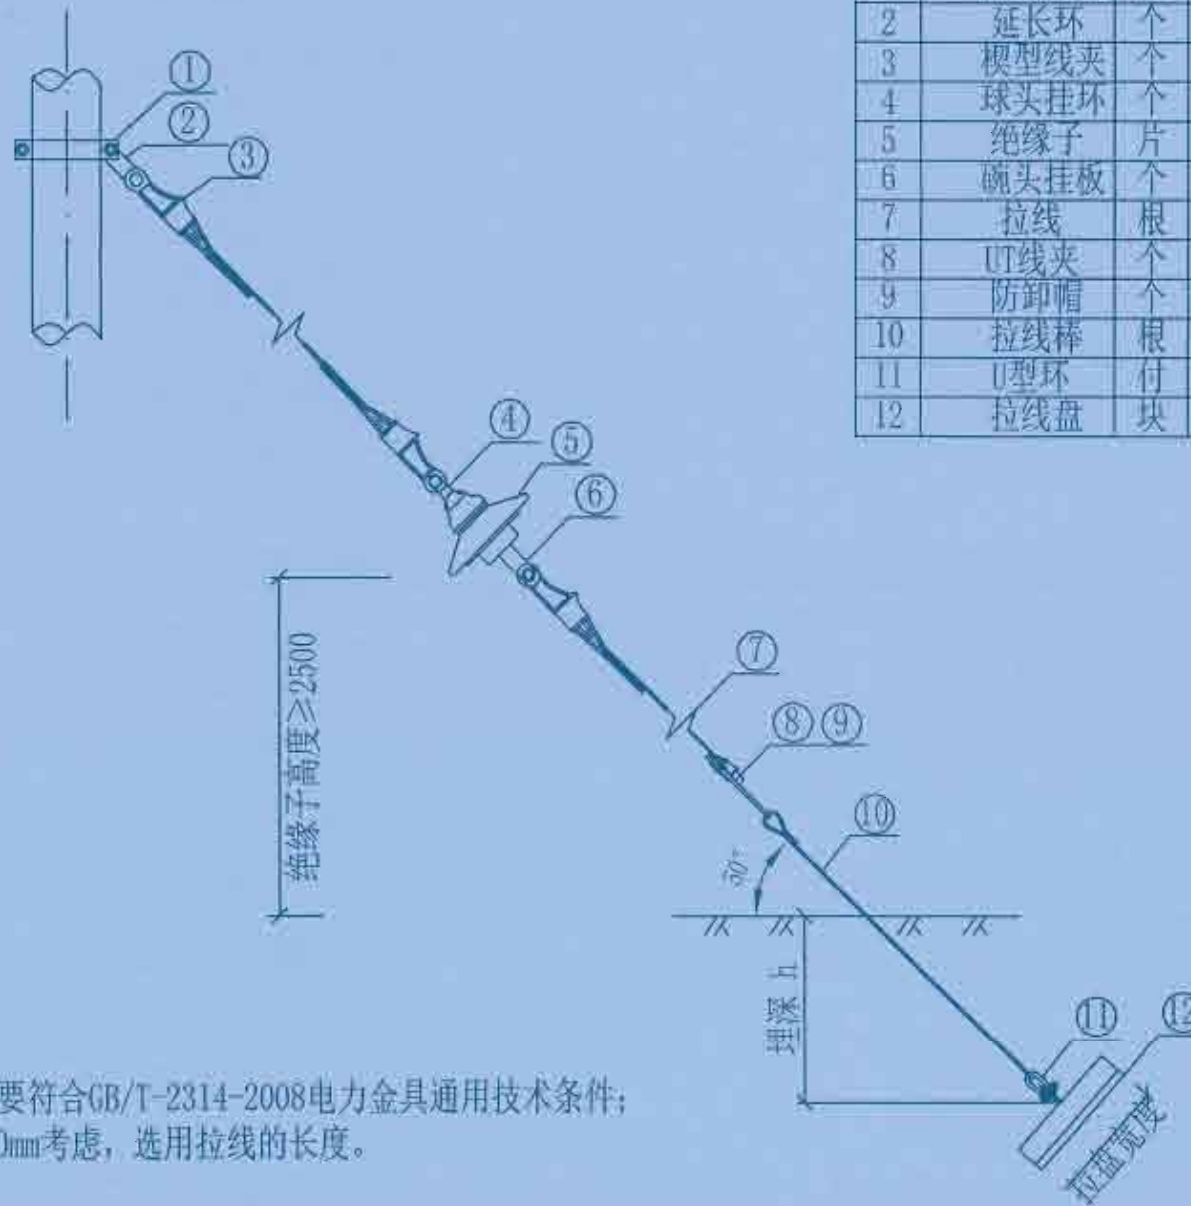 2 延长环 个
3 楔型线夹 个
4 球头挂环 个
5 绝缘子 片
6 碗头挂板 个
7 拉线 根
8 UT线夹 个
9 防卸帽 个
10 拉线棒 根
11 U型环 付
12 拉线盘 块
①
②
③
④
⑤
⑥
绝缘子高度≥2500
⑦
⑧⑨
⑩
埋深 h
⑪
⑫
拉盘宽度
要符合GB/T-2314-2008电力金具通用技术条件;
0mm考虑，选用拉线的长度。